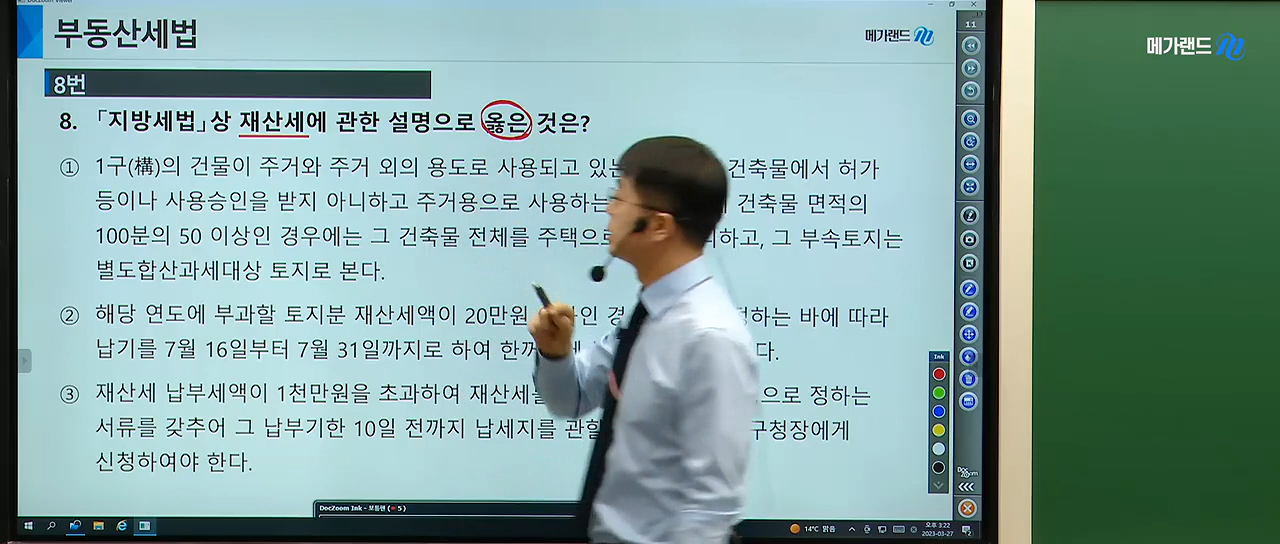 DocZoom Viewer
부동산세법
메가랜드
메가랜드
11
8번
8. 「지방세법」상 재산세에 관한 설명으로 옳은 것은?
① 1구(構)의 건물이 주거와 주거 외의 용도로 사용되고 있는 건축물에서 허가
등이나 사용승인을 받지 아니하고 주거용으로 사용하는 건축물 면적의
100분의 50 이상인 경우에는 그 건축물 전체를 주택으로 하고, 그 부속토지는
별도합산과세대상 토지로 본다.
② 해당 연도에 부과할 토지분 재산세액이 20만원 인 경 정하는 바에 따라
납기를 7월 16일부터 7월 31일까지로 하여 한꺼 다.
③ 재산세 납부세액이 1천만원을 초과하여 재산세를 으로 정하는
서류를 갖추어 그 납부기한 10일 전까지 납세지를 관할 구청장에게
신청하여야 한다.
Ink
DocZoom
DocZoom Ink - 보통펜 ( 5 )
14°C 맑음
오후 3:22
2023-03-27
2